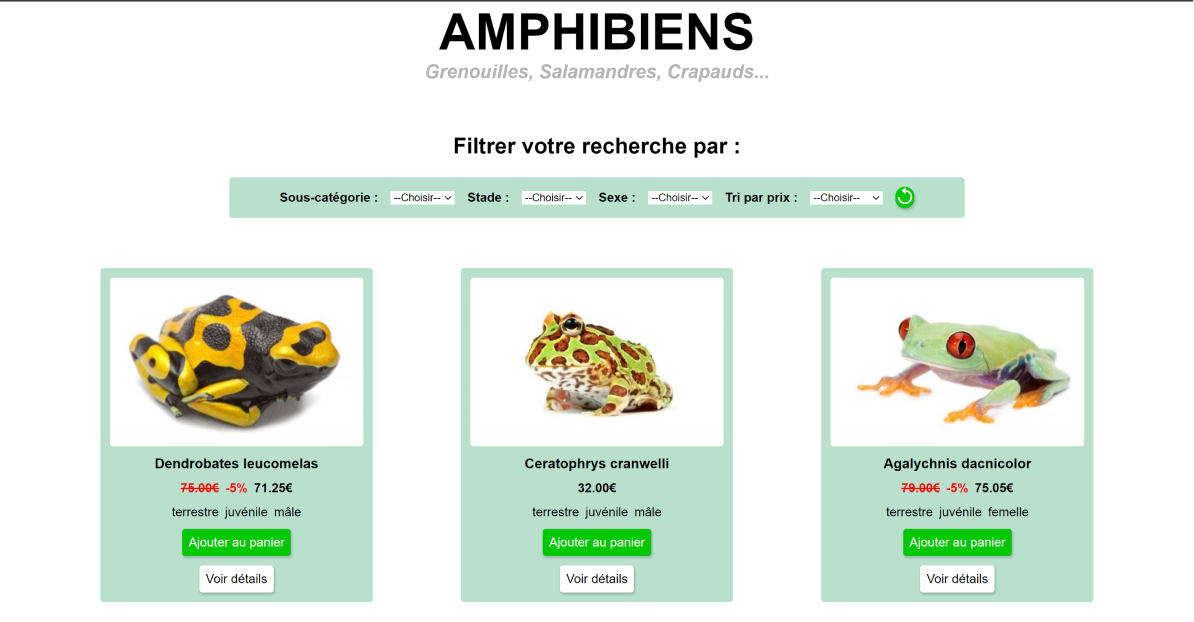 AMPHIBIENS
Grenouilles, Salamandres, Crapauds...
Filtrer votre recherche par :
Sous-catégorie : --Choisir-- Stade : --Choisir-- Sexe : --Choisir-- Tri par prix : --Choisir--
Dendrobates leucomelas
75.00€ -5% 71.25€
terrestre juvénile mâle
Ajouter au panier
Voir détails
Ceratophrys cranwelli
32.00€
terrestre juvénile mâle
Ajouter au panier
Voir détails
Agalychnis dacnicolor
79.00€ -5% 75.05€
terrestre juvénile femelle
Ajouter au panier
Voir détails